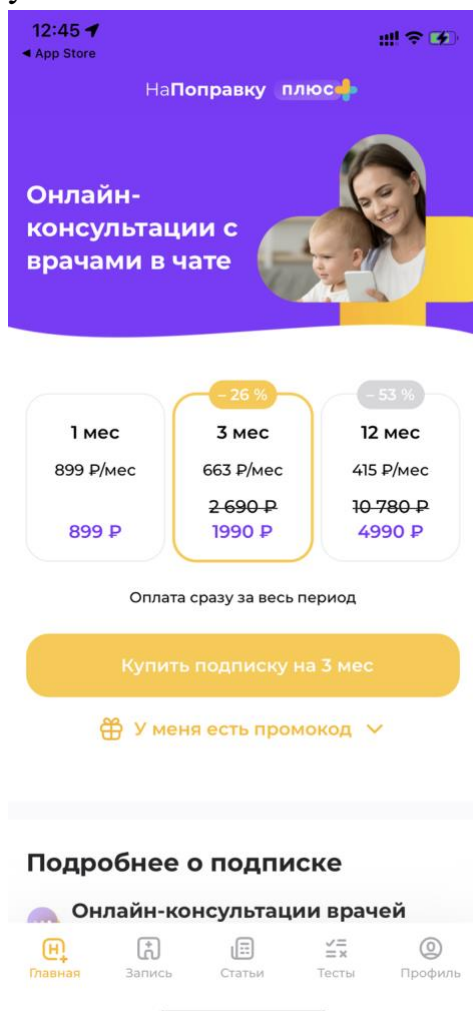 12:45
◀ App Store
НаПоправку плюс
Онлайн-
консультации с
врачами в чате
– 26 %
– 53 %
1 мес
3 мес
12 мес
899 ₽/мес
663 ₽/мес
415 ₽/мес
2 690 ₽
10 780 ₽
899 ₽
1990 ₽
4990 ₽
Оплата сразу за весь период
Купить подписку на 3 мес
У меня есть промокод
Подробнее о подписке
Онлайн-консультации врачей
Главная
Запись
Статьи
Тесты
Профиль